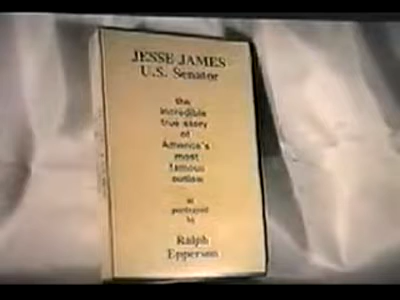 JESSE JAMES
U.S. Senator
the
incredible
true story
of
America's
most
famous
outlaw
as
portrayed
by
Ralph
Epperson